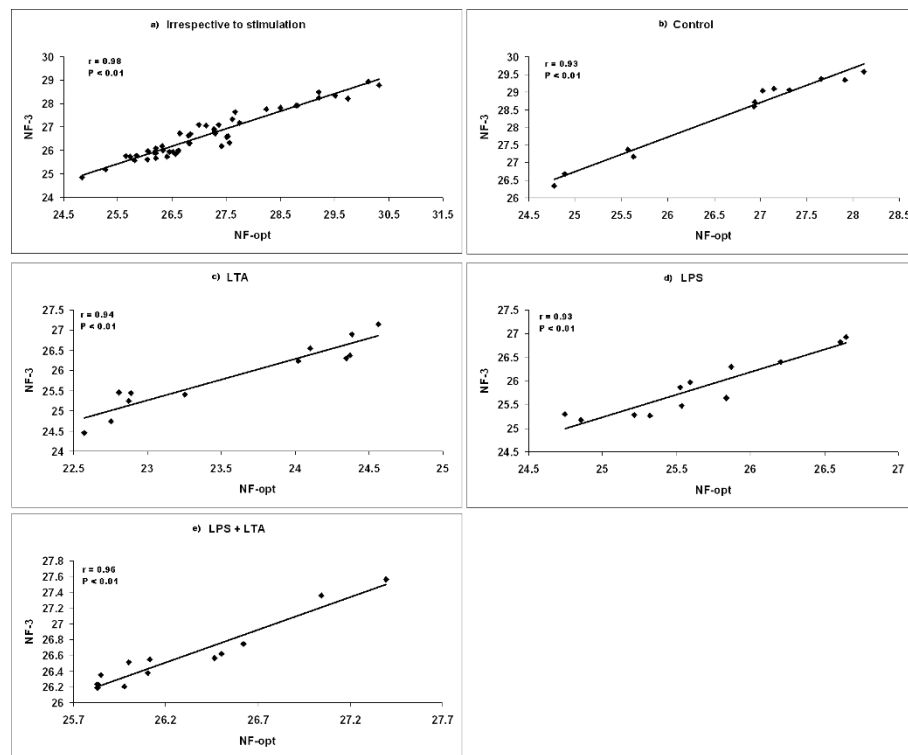 a) Irrespective to stimulation
r = 0.98
P < 0.01
NF-3
30
29
28
27
26
25
24
24.5 25.5 26.5 27.5 28.5 29.5 30.5 31.5
NF-opt
b) Control
r = 0.93
P < 0.01
NF-3
30
29.5
29
28.5
28
27.5
27
26.5
26
24.5 25 25.5 26 26.5 27 27.5 28 28.5
NF-opt
c) LTA
r = 0.94
P < 0.01
NF-3
27.5
27
26.5
26
25.5
25
24.5
24
22.5 23 23.5 24 24.5 25
NF-opt
d) LPS
r = 0.93
P < 0.01
NF-3
27.5
27
26.5
26
25.5
25
24.5
24
24.5 25 25.5 26 26.5 27
NF-opt
e) LPS + LTA
r = 0.96
P < 0.01
NF-3
27.8
27.6
27.4
27.2
27
26.8
26.6
26.4
26.2
26
25.7 26.2 26.7 27.2 27.7
NF-opt